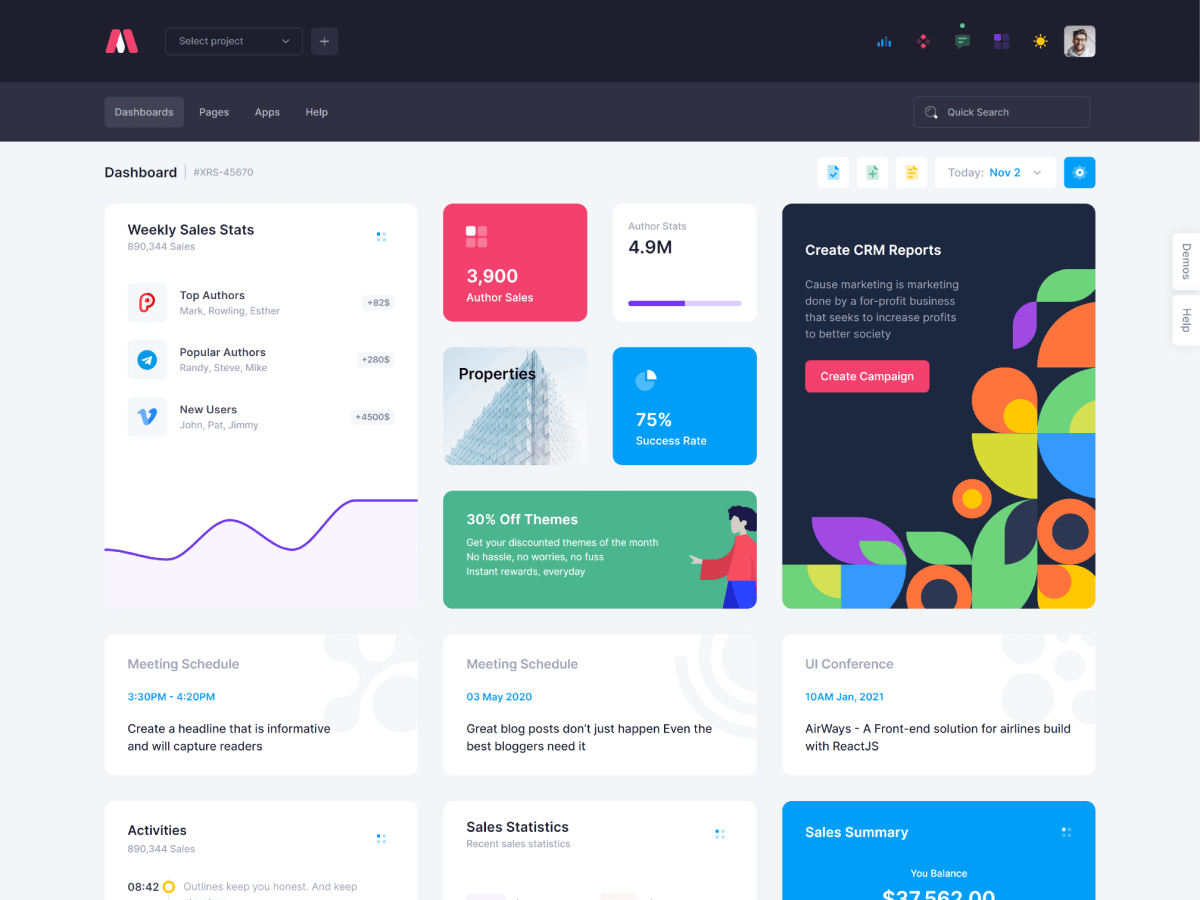 Select project
Dashboards
Pages
Apps
Help
Quick Search
Dashboard
#XRS-45670
Today: Nov 2
Weekly Sales Stats
890,344 Sales
Top Authors
Mark, Rowling, Esther
+82$
Popular Authors
Randy, Steve, Mike
+280$
New Users
John, Pat, Jimmy
+4500$
3,900
Author Sales
Author Stats
4.9M
Properties
75%
Success Rate
30% Off Themes
Get your discounted themes of the month
No hassle, no worries, no fuss
Instant rewards, everyday
Create CRM Reports
Cause marketing is marketing
done by a for-profit business
that seeks to increase profits
to better society
Create Campaign
Demos
Help
Meeting Schedule
3:30PM - 4:20PM
Create a headline that is informative
and will capture readers
Meeting Schedule
03 May 2020
Great blog posts don’t just happen Even the
best bloggers need it
UI Conference
10AM Jan, 2021
AirWays - A Front-end solution for airlines build
with ReactJS
Activities
890,344 Sales
08:42
Outlines keep you honest. And keep
Sales Statistics
Recent sales statistics
Sales Summary
You Balance
$37,562.00